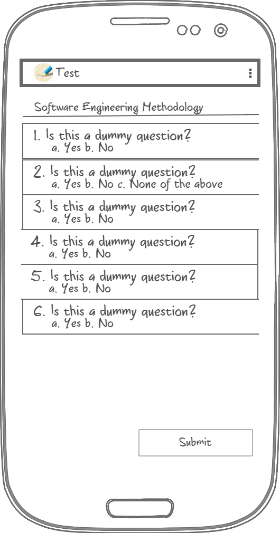 Test
Software Engineering Methodology
1. Is this a dummy question?
a. Yes b. No
2. Is this a dummy question?
a. Yes b. No c. None of the above
3. Is this a dummy question?
a. Yes b. No
4. Is this a dummy question?
a. Yes b. No
5. Is this a dummy question?
a. Yes b. No
6. Is this a dummy question?
a. Yes b. No
Submit